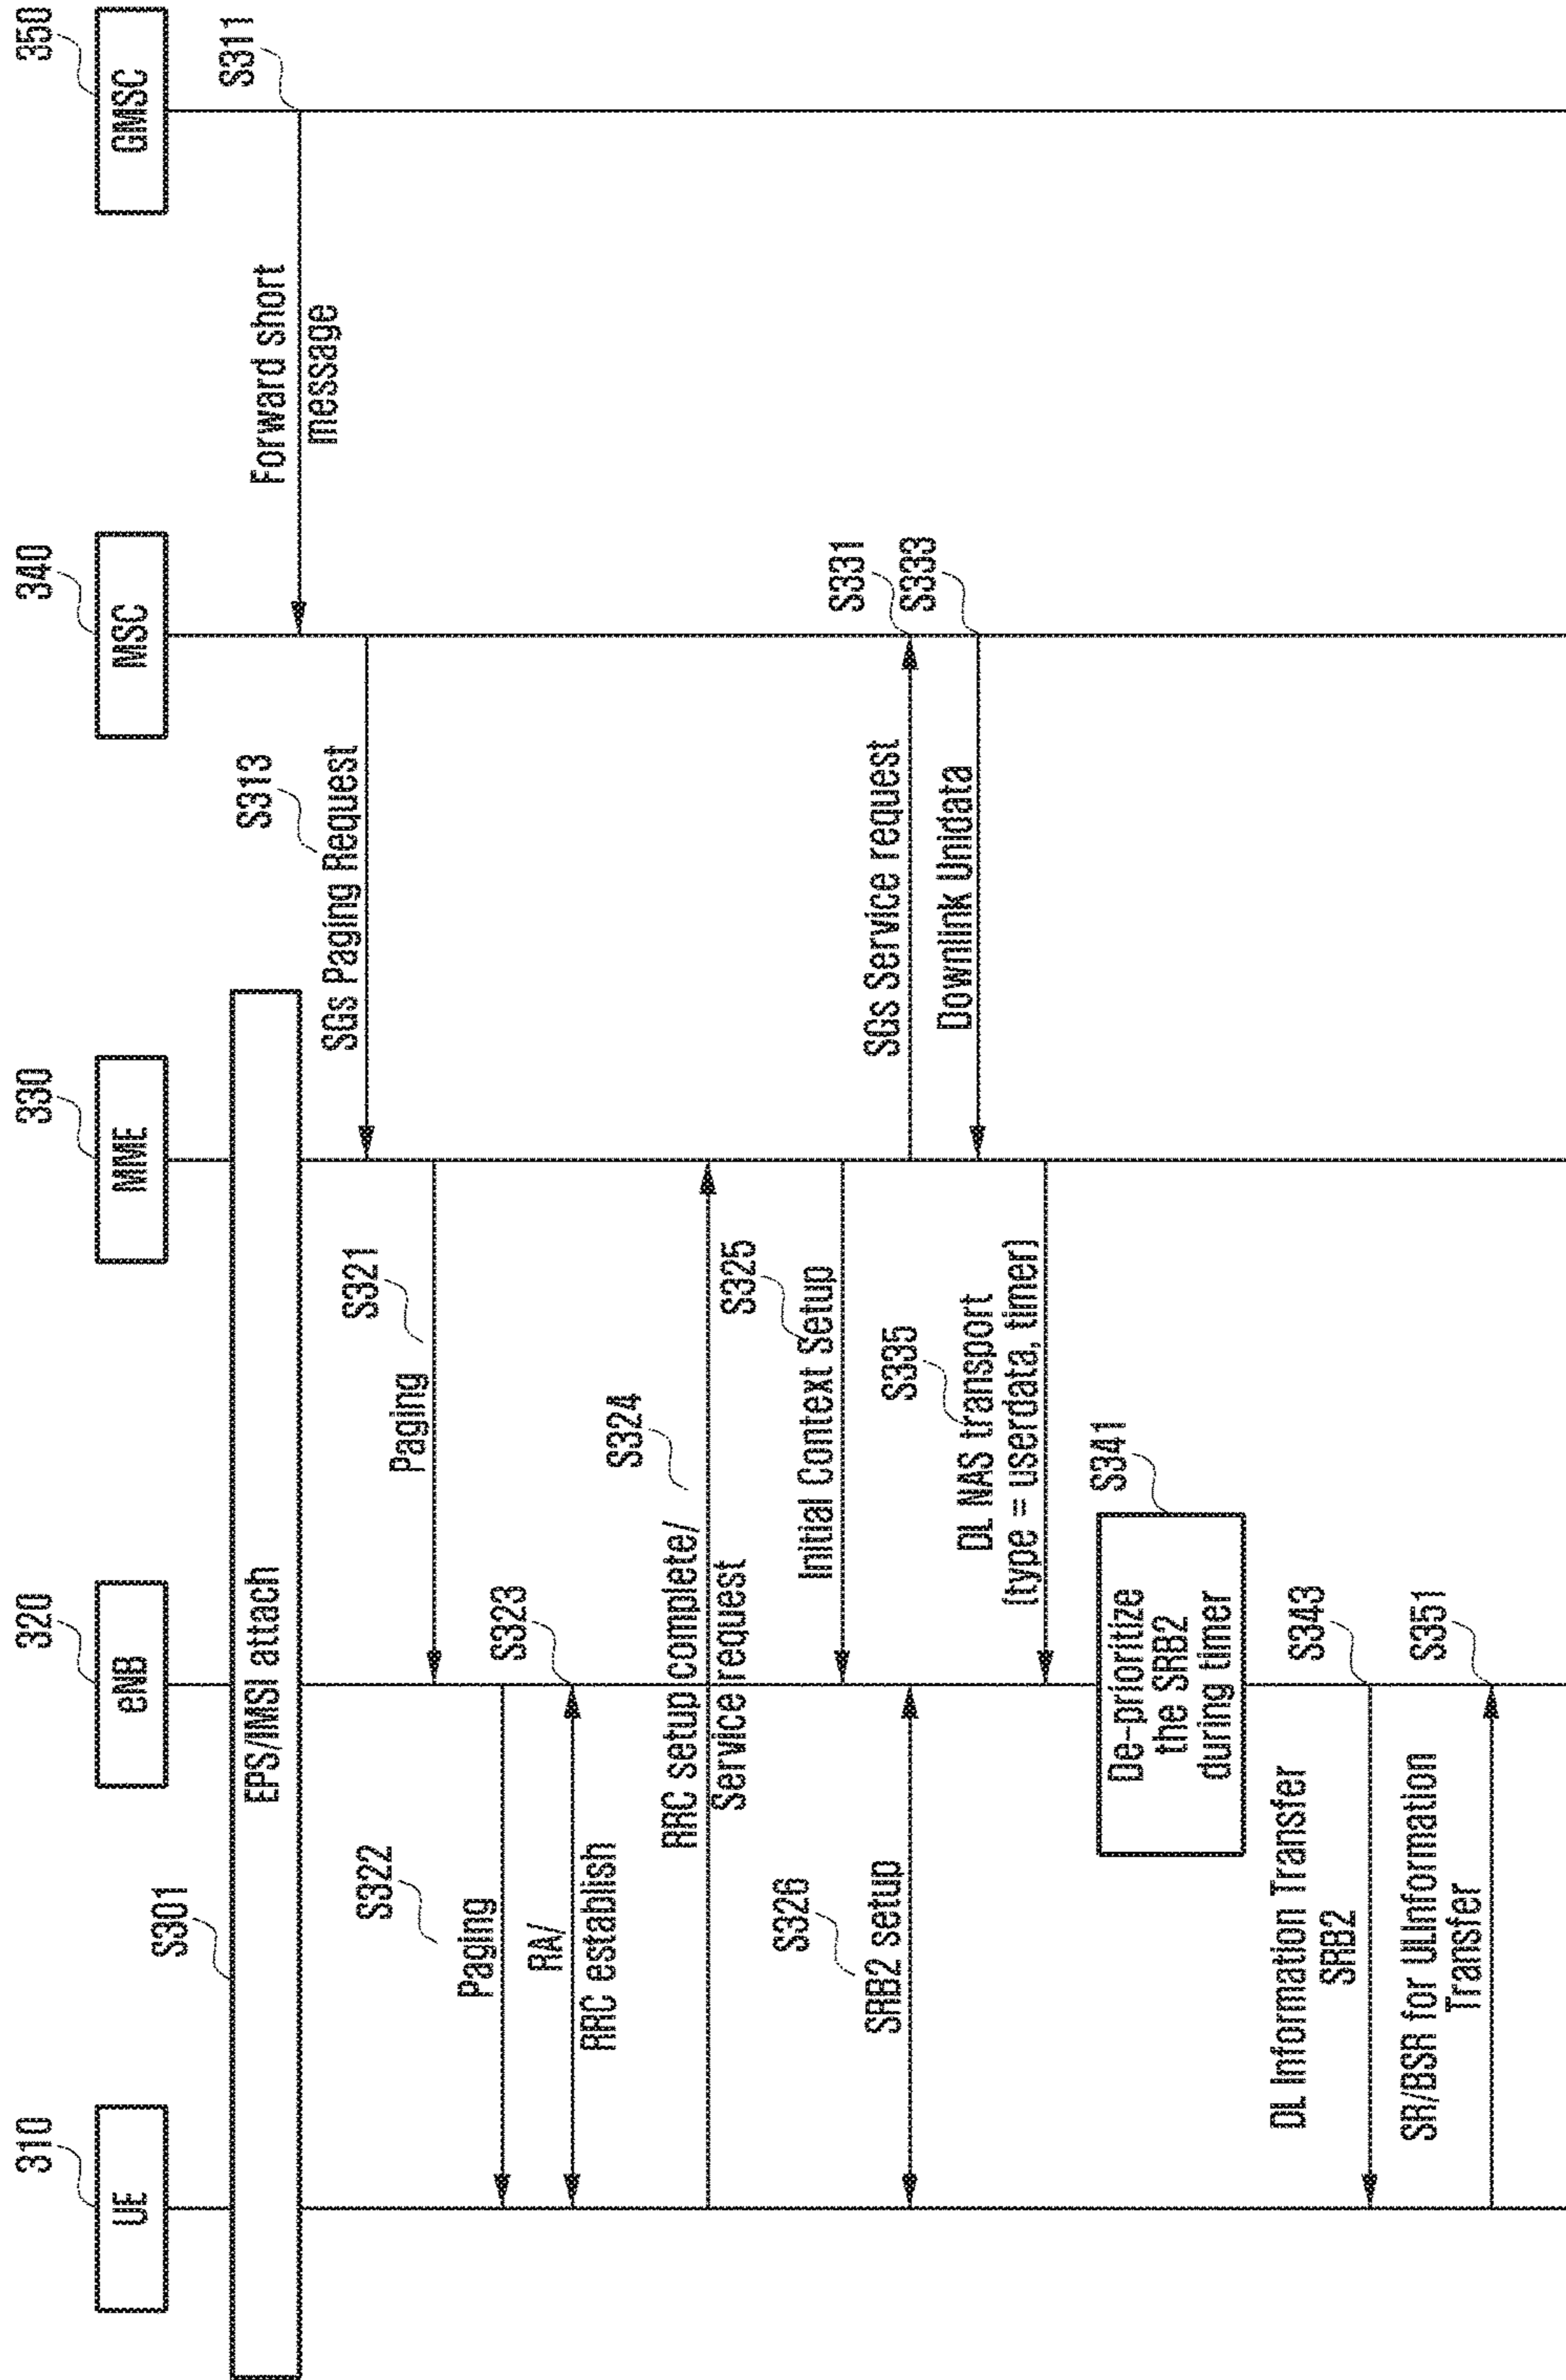 310
UE
320
eNB
330
MME
340
MSC
350
GMSC
S301
EPS/IMSI attach
S311
Forward short
message
S313
SGs Paging Request
S321
Paging
S322
Paging
S323
RA/
RRC establish
S324
RRC setup complete/
Service request
S325
Initial Context Setup
S326
SRB2 setup
S331
SGs Service request
S333
Downlink Unidata
S335
DL NAS transport
(type = userdata, timer)
S341
De-prioritize
the SRB2
during timer
S343
DL Information Transfer
SRB2
S351
SR/BSR for ULInformation
Transfer